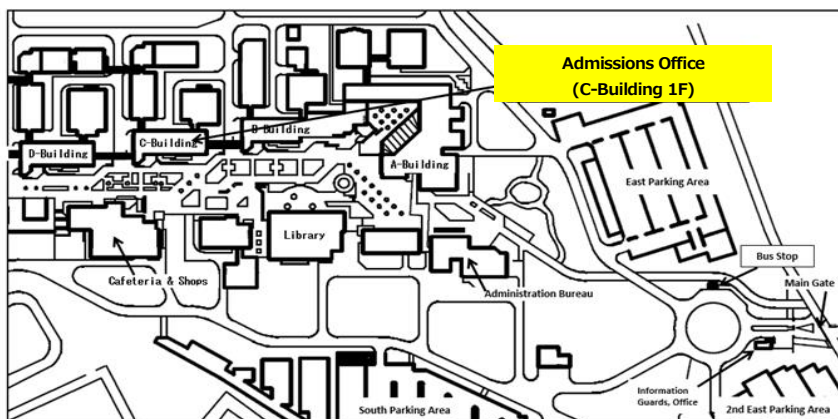 Admissions Office
(C-Building 1F)
B-Building
C-Building
D-Building
A-Building
East Parking Area
Library
Bus Stop
Cafeteria & Shops
Administration Bureau
Main Gate
Information
Guards, Office
South Parking Area
2nd East Parking Area